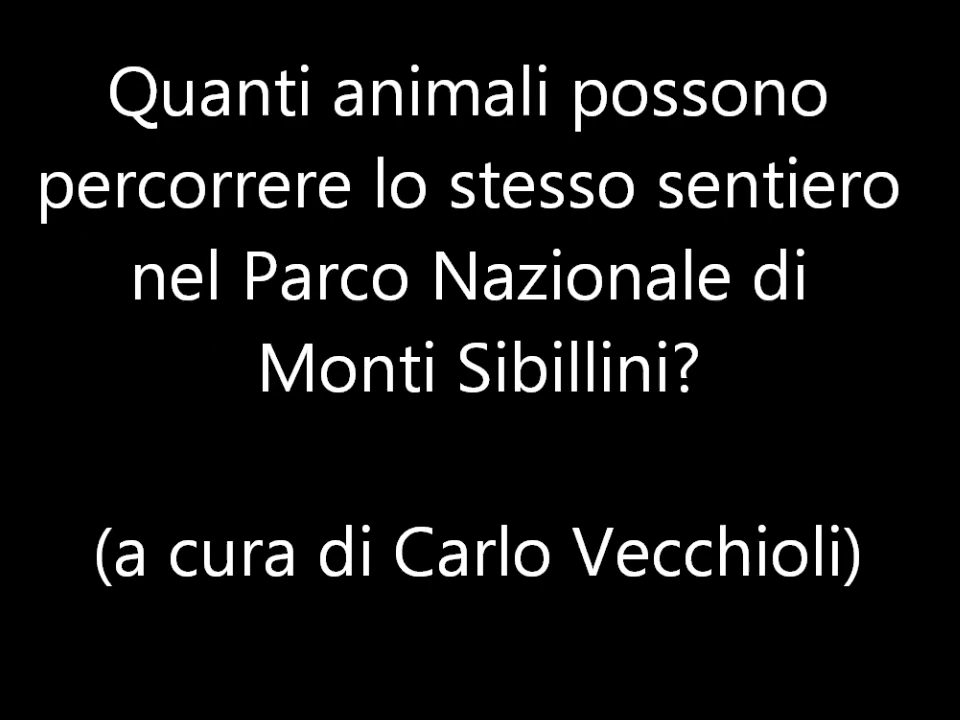 Quanti animali possono
percorrere lo stesso sentiero
nel Parco Nazionale di
Monti Sibillini?
(a cura di Carlo Vecchioli)